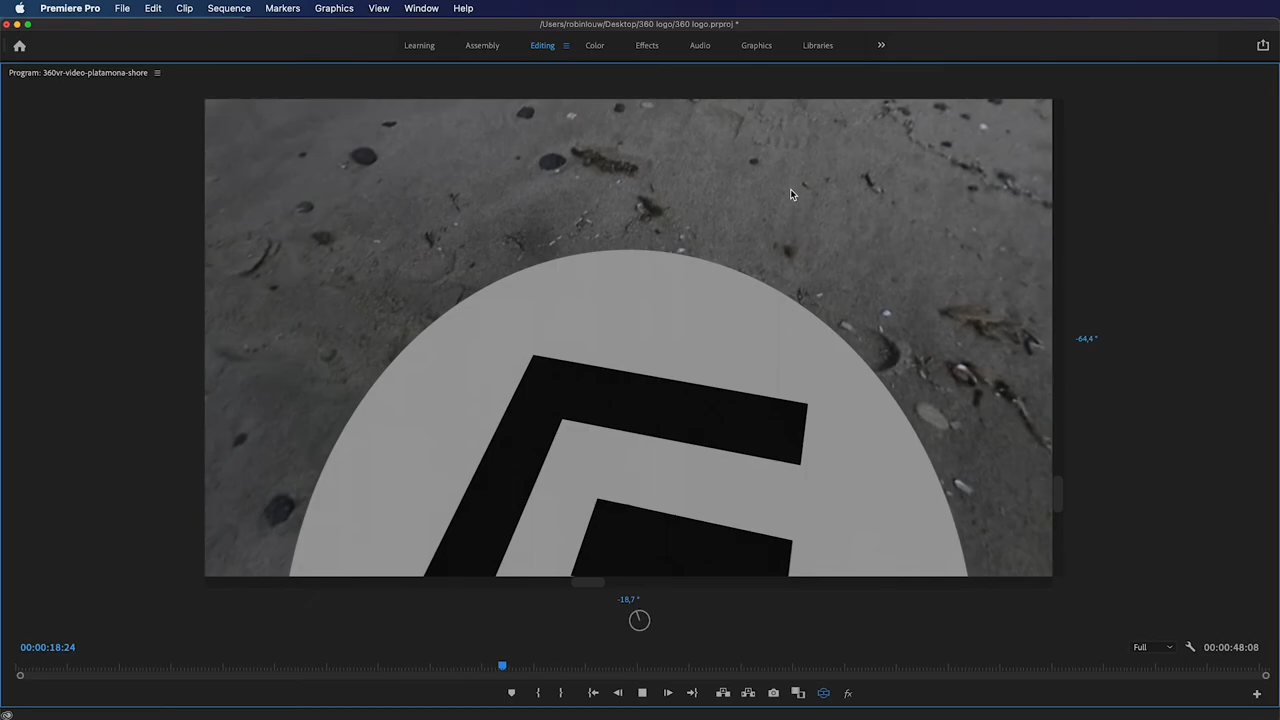 Premiere Pro File Edit Clip Sequence Markers Graphics View Window Help
/Users/robinlouw/Desktop/360 logo/360 logo.prproj *
Learning Assembly Editing Color Effects Audio Graphics Libraries
Program: 360vr-video-platamona-shore
-64,4 °
-18,7 °
00:00:18:24 Full 00:00:48:08
fx